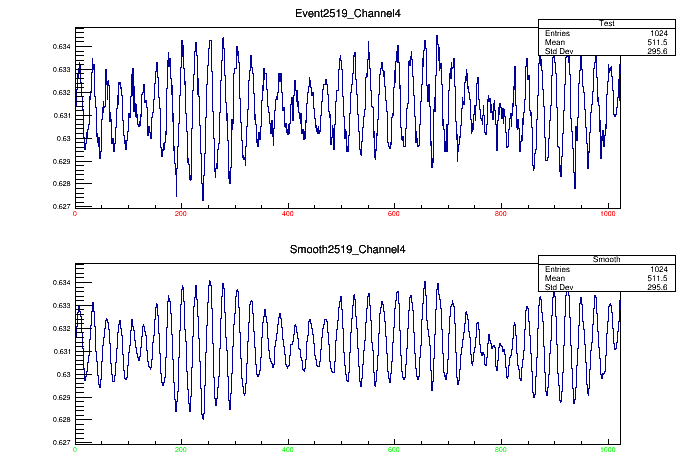 Event2519_Channel4
Test
Entries 1024
Mean 511.5
Std Dev 295.6
0.634
0.633
0.632
0.631
0.63
0.629
0.628
0.627
0 200 400 600 800 1000
Smooth2519_Channel4
Smooth
Entries 1024
Mean 511.5
Std Dev 295.6
0.634
0.633
0.632
0.631
0.63
0.629
0.628
0.627
0 200 400 600 800 1000